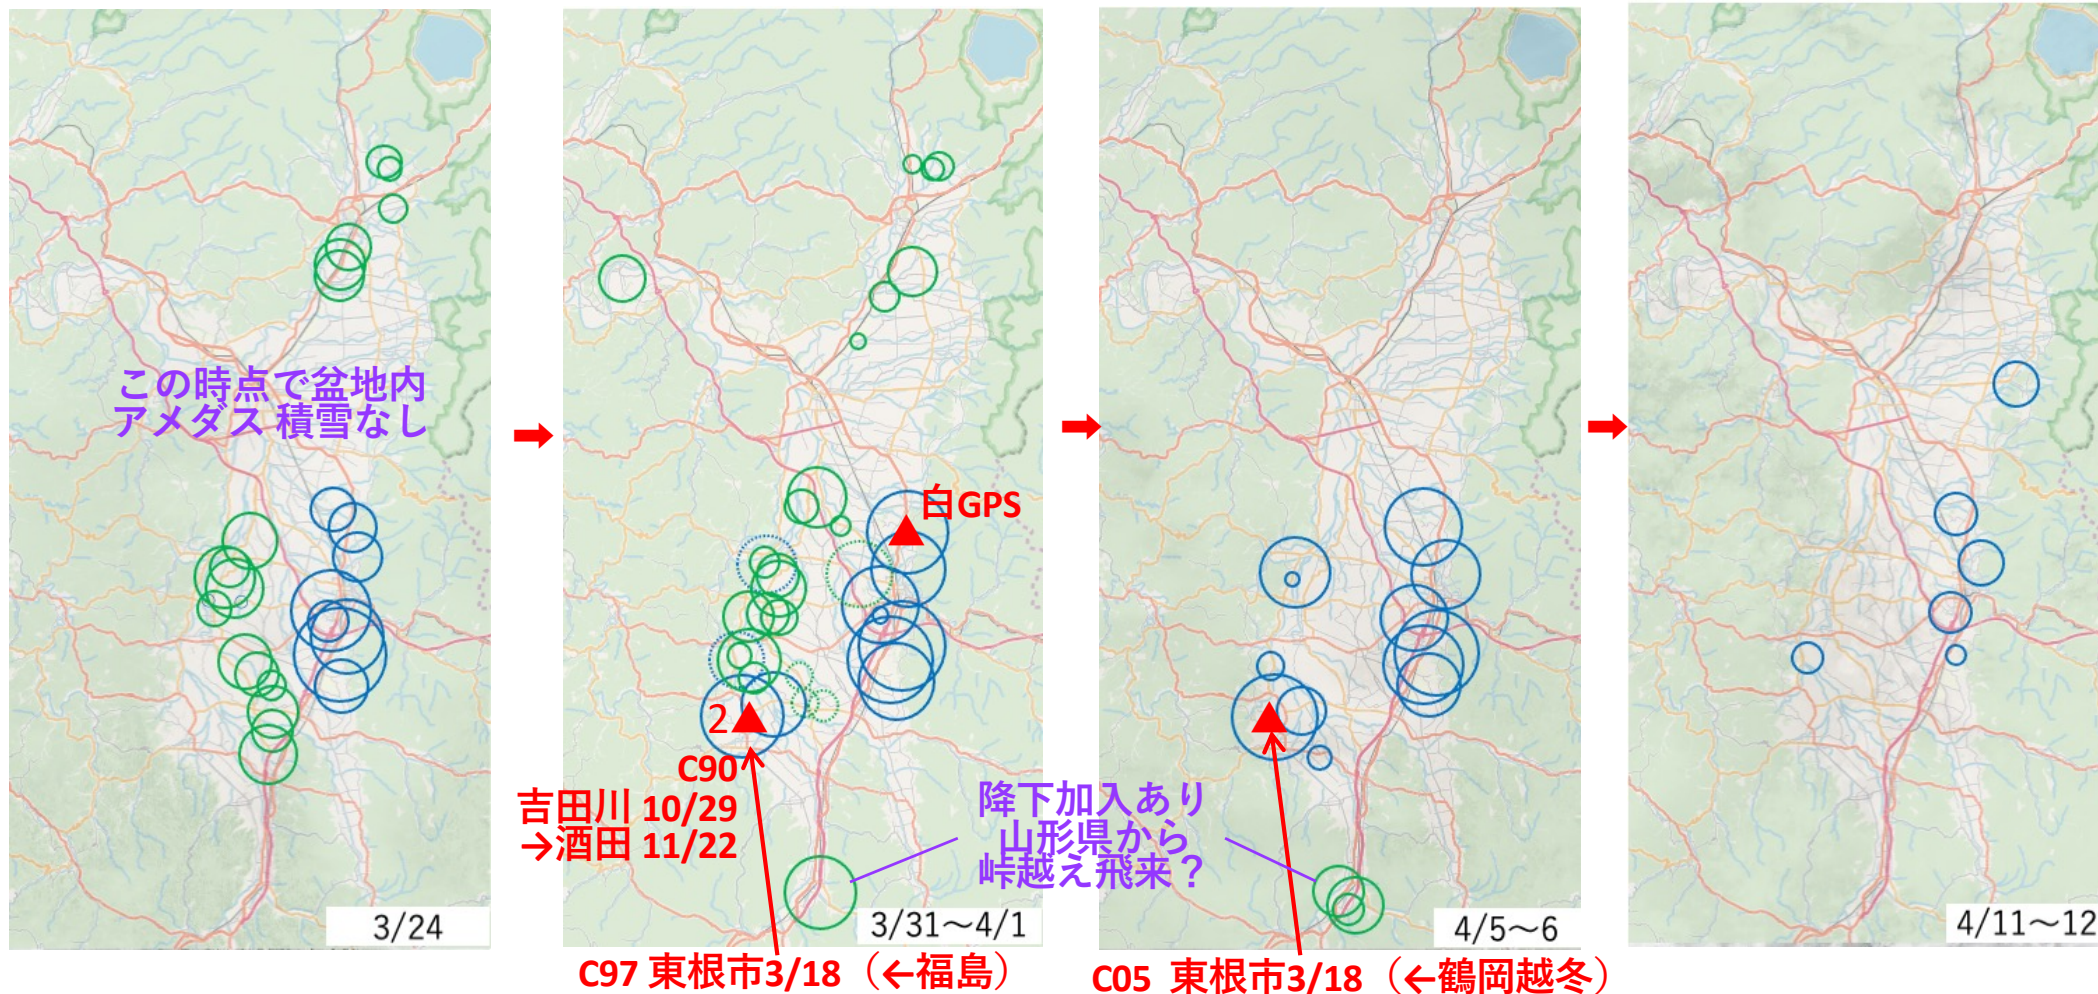 この時点で盆地内
アメダス 積雪なし
3/24
白GPS
2
C90
吉田川 10/29
→酒田 11/22
3/31～4/1
C97 東根市3/18（←福島）
降下加入あり
山形県から
峠越え飛来？
4/5～6
C05 東根市3/18（←鶴岡越冬）
4/11～12